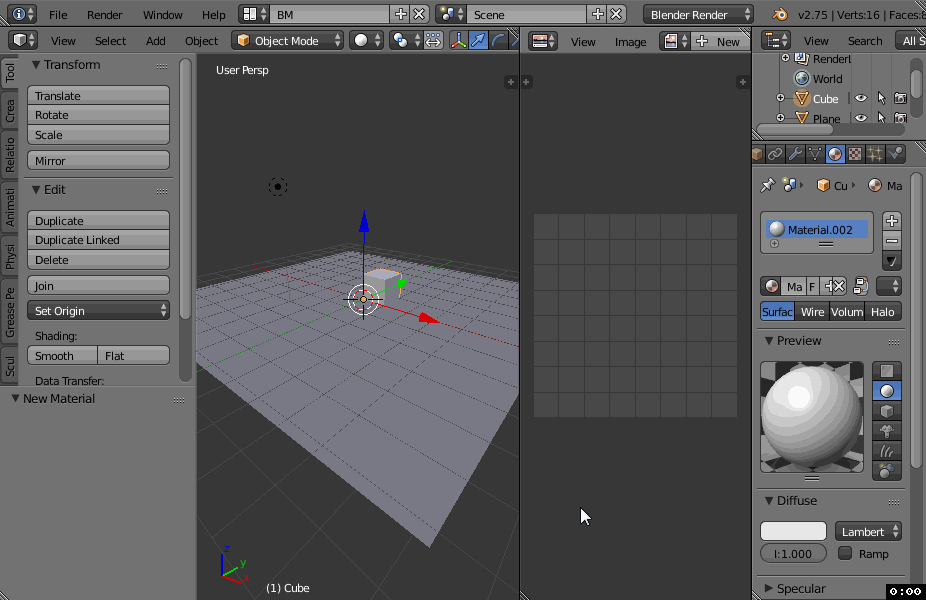 File Render Window Help BM Scene Blender Render v2.75 | Verts:16 | Faces:8
View Select Add Object Object Mode View Image New View Search All S
Tool
Crea
Relatio
Animati
Physi
Grease Pe
Scul
Transform
Translate
Rotate
Scale
Mirror
Edit
Duplicate
Duplicate Linked
Delete
Join
Set Origin
Shading:
Smooth Flat
Data Transfer:
New Material
User Persp
(1) Cube
z
y
x
RenderL
World
Cube
Plane
Cu Ma
Material.002
Ma F
Surfac Wire Volum Halo
Preview
Diffuse
Lambert
I:1.000 Ramp
Specular
0:00